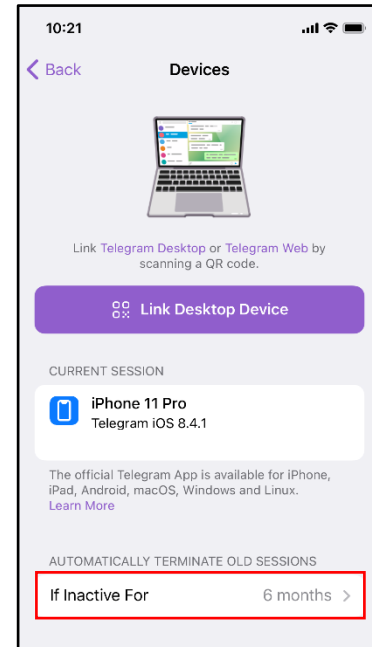 10:21
Back
Devices
Link Telegram Desktop or Telegram Web by
scanning a QR code.
Link Desktop Device
CURRENT SESSION
iPhone 11 Pro
Telegram iOS 8.4.1
The official Telegram App is available for iPhone,
iPad, Android, macOS, Windows and Linux.
Learn More
AUTOMATICALLY TERMINATE OLD SESSIONS
If Inactive For 6 months